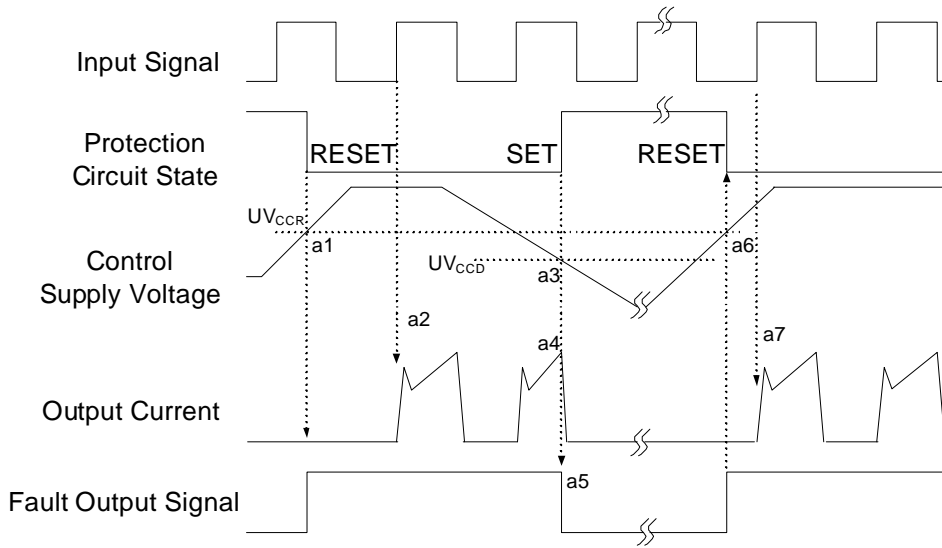 Input Signal
Protection
Circuit State
RESET
SET
RESET
UVCCR
a1
a6
Control
Supply Voltage
UVCCD
a3
a2
a4
a7
Output Current
a5
Fault Output Signal